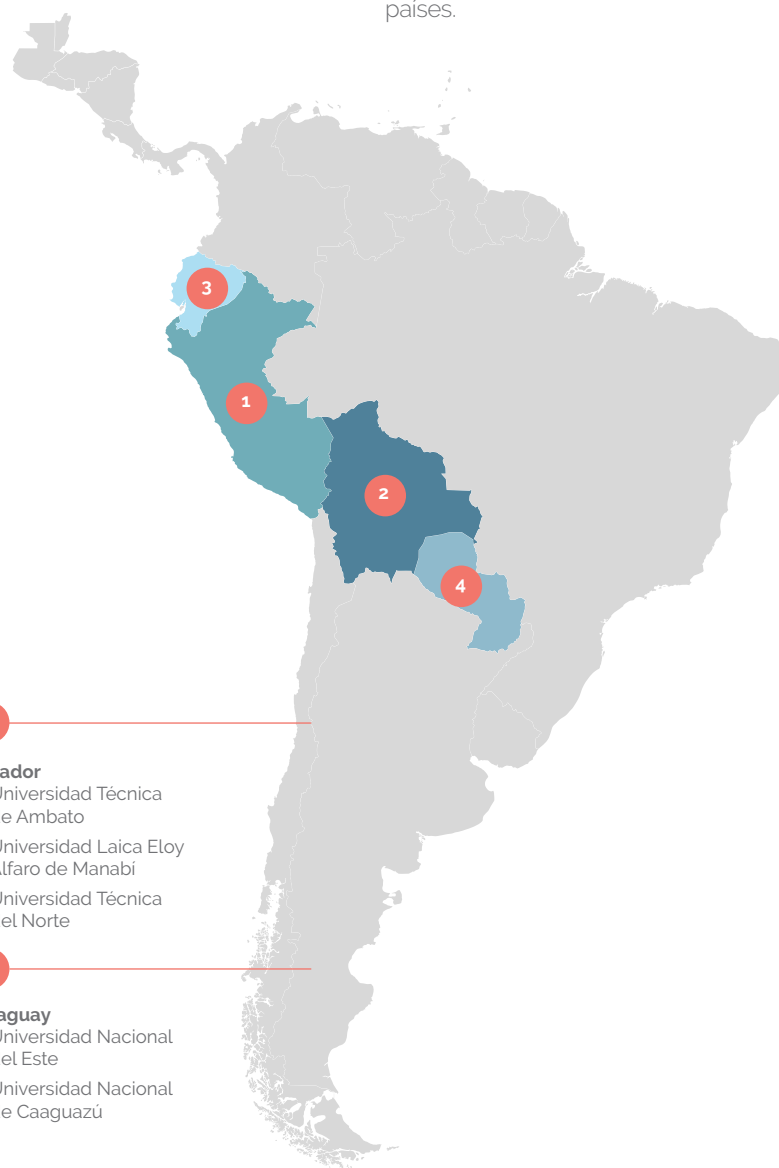 países.
3
1
2
4
ador
Universidad Técnica
e Ambato
Universidad Laica Eloy
Alfaro de Manabí
Universidad Técnica
el Norte
aguay
Universidad Nacional
el Este
Universidad Nacional
e Caaguazú